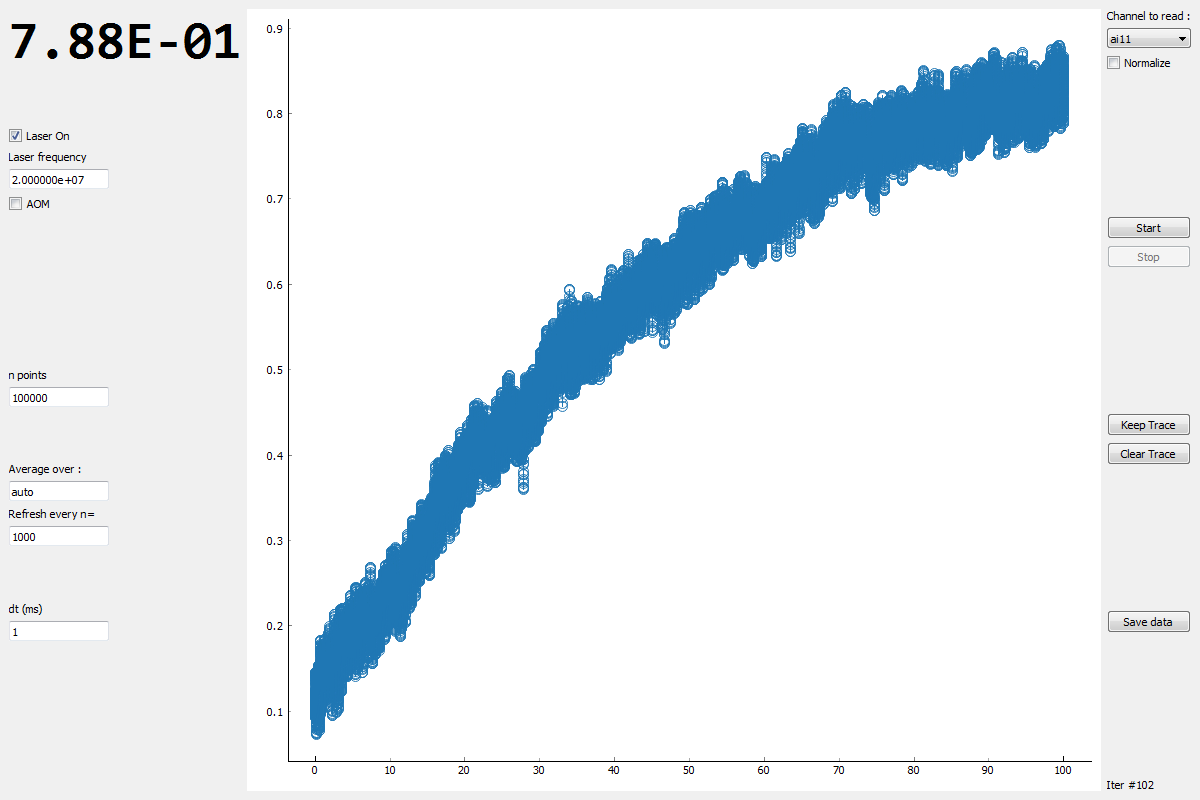 7.88E-01
Laser On
Laser frequency
2.000000e+07
AOM
n points
100000
Average over :
auto
Refresh every n=
1000
dt (ms)
1
0.9
0.8
0.7
0.6
0.5
0.4
0.3
0.2
0.1
0 10 20 30 40 50 60 70 80 90 100
Channel to read :
ai11
Normalize
Start
Stop
Keep Trace
Clear Trace
Save data
Iter #102